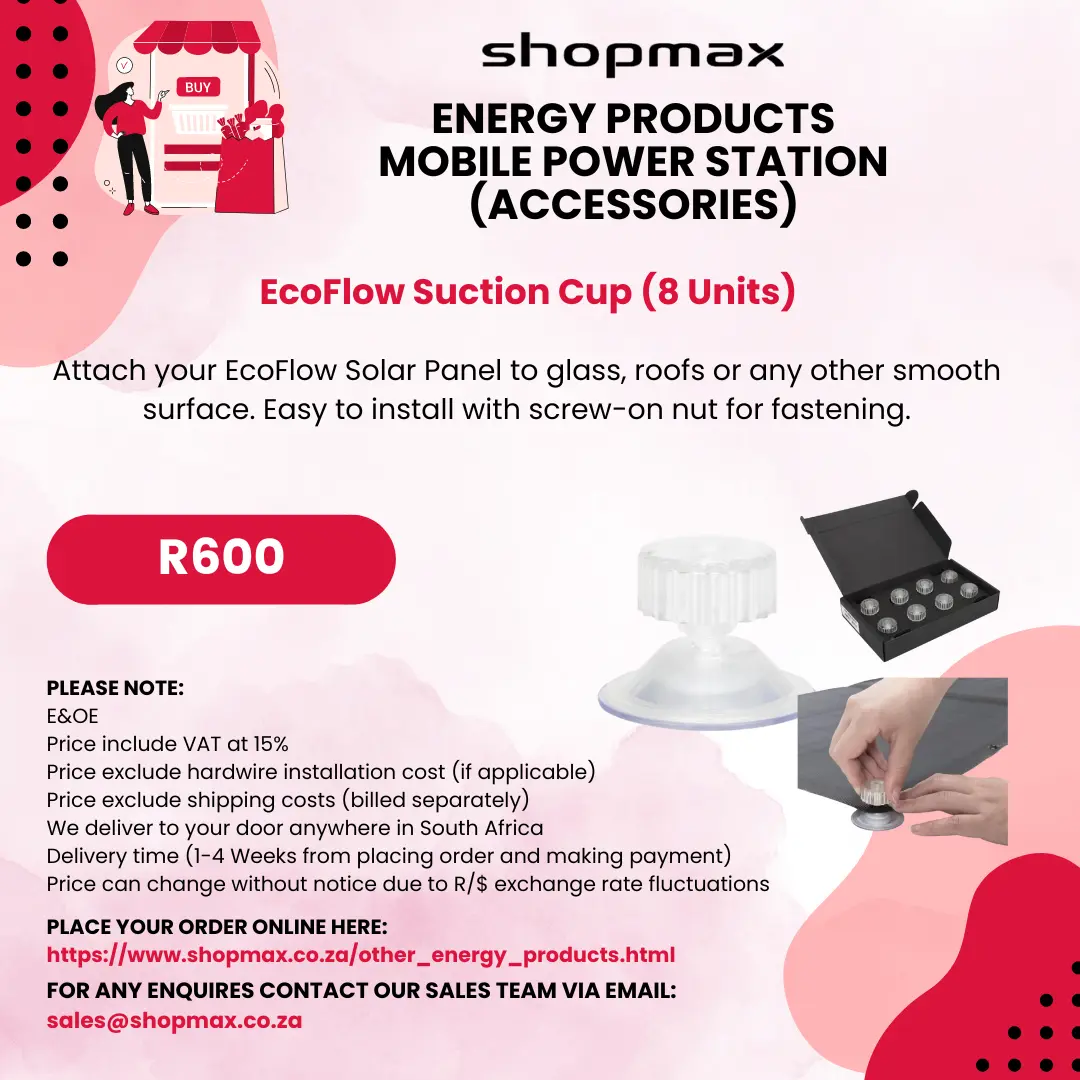 BUY
shopmax
ENERGY PRODUCTS
MOBILE POWER STATION
(ACCESSORIES)
EcoFlow Suction Cup (8 Units)
Attach your EcoFlow Solar Panel to glass, roofs or any other smooth
surface. Easy to install with screw-on nut for fastening.
R600
PLEASE NOTE:
E&OE
Price include VAT at 15%
Price exclude hardwire installation cost (if applicable)
Price exclude shipping costs (billed separately)
We deliver to your door anywhere in South Africa
Delivery time (1-4 Weeks from placing order and making payment)
Price can change without notice due to R/$ exchange rate fluctuations
PLACE YOUR ORDER ONLINE HERE:
https://www.shopmax.co.za/other_energy_products.html
FOR ANY ENQUIRES CONTACT OUR SALES TEAM VIA EMAIL:
sales@shopmax.co.za